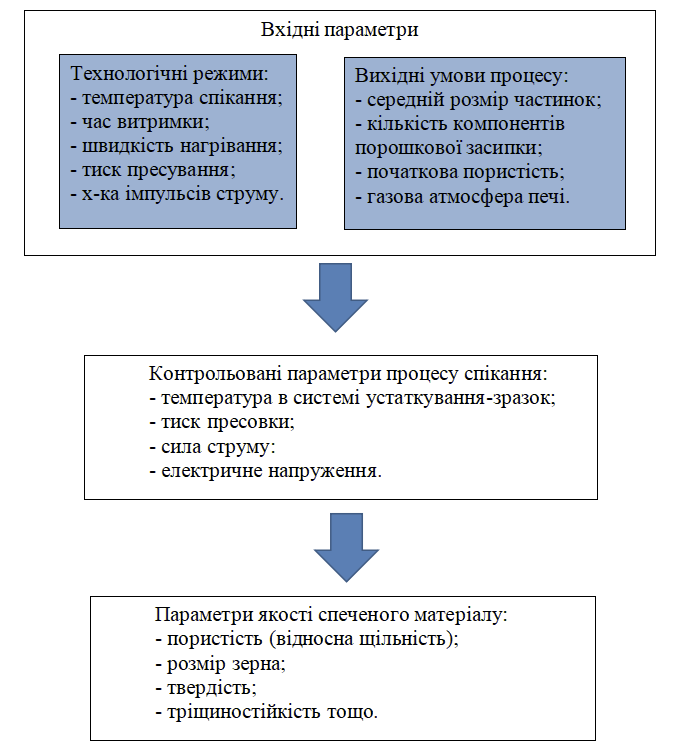 Вхідні параметри
Технологічні режими:
- температура спікання;
- час витримки;
- швидкість нагрівання;
- тиск пресування;
- х-ка імпульсів струму.
Вихідні умови процесу:
- середній розмір частинок;
- кількість компонентів
порошкової засипки;
- початкова пористість;
- газова атмосфера печі.
Контрольовані параметри процесу спікання:
- температура в системі устаткування-зразок;
- тиск пресовки;
- сила струму:
- електричне напруження.
Параметри якості спеченого матеріалу:
- пористість (відносна щільність);
- розмір зерна;
- твердість;
- тріщиностійкість тощо.